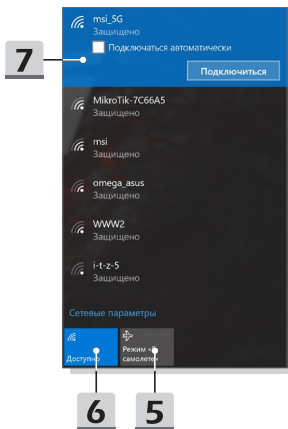 msi_5G
Защищено
Подключаться автоматически
7
Подключиться
MikroTik-7C66A5
Защищено
msi
Защищено
omega_asus
Защищено
WWW2
Защищено
i-t-z-5
Защищено
Сетевые параметры
Доступно
Режим «в
самолете»
6
5